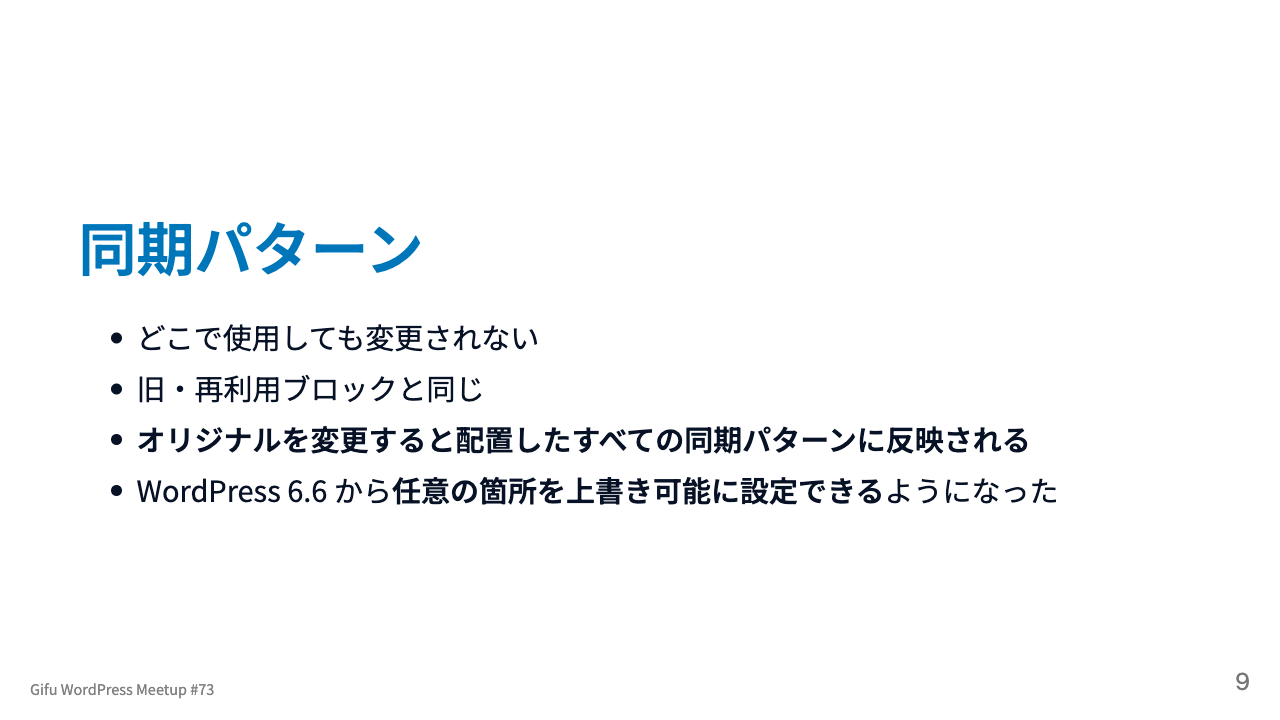 同期パターン
どこで使用しても変更されない
旧・再利用ブロックと同じ
オリジナルを変更すると配置したすべての同期パターンに反映される
WordPress 6.6 から任意の箇所を上書き可能に設定できるようになった
Gifu WordPress Meetup #73
9